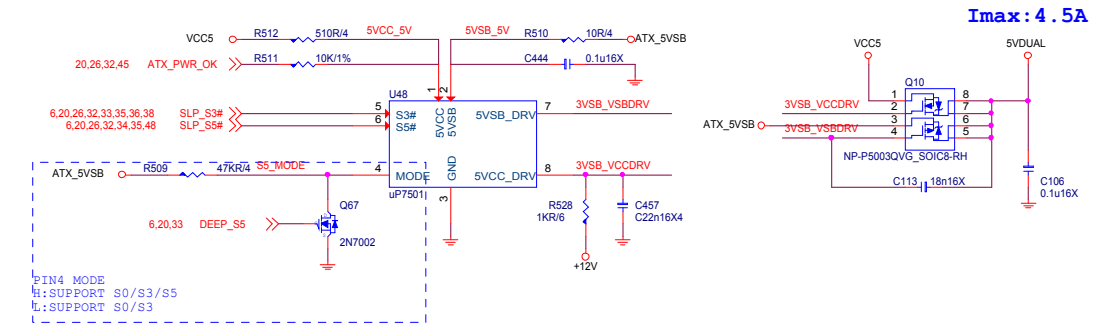 Imax:4.5A
VCC5 R512 510R/4 5VCC_5V 5VSB_5V R510 10R/4 ATX_5VSB
VCC5 5VDUAL
20,26,32,45 ATX_PWR_OK R511 10K/1% C444 0.1u16X
Q10
U48
1 2
5VCC 5VSB
6,20,26,32,33,35,36,38 SLP_S3# 5 S3# 5VSB_DRV 7 3VSB_VSBDRV
6,20,26,32,34,35,48 SLP_S5# 6 S5#
3VSB_VCCDRV 1 8
2 7
ATX_5VSB 3 6
3VSB_VSBDRV 4 5
NP-P5003QVG_SOIC8-RH
ATX_5VSB R509 47KR/4 S5_MODE 4 MODE GND 5VCC_DRV 8 3VSB_VCCDRV
uP7501
3
C113 18n16X
C106
0.1u16X
Q67
R528
1KR/6
C457
C22n16X4
6,20,33 DEEP_S5
2N7002
+12V
PIN4 MODE
H:SUPPORT S0/S3/S5
L:SUPPORT S0/S3